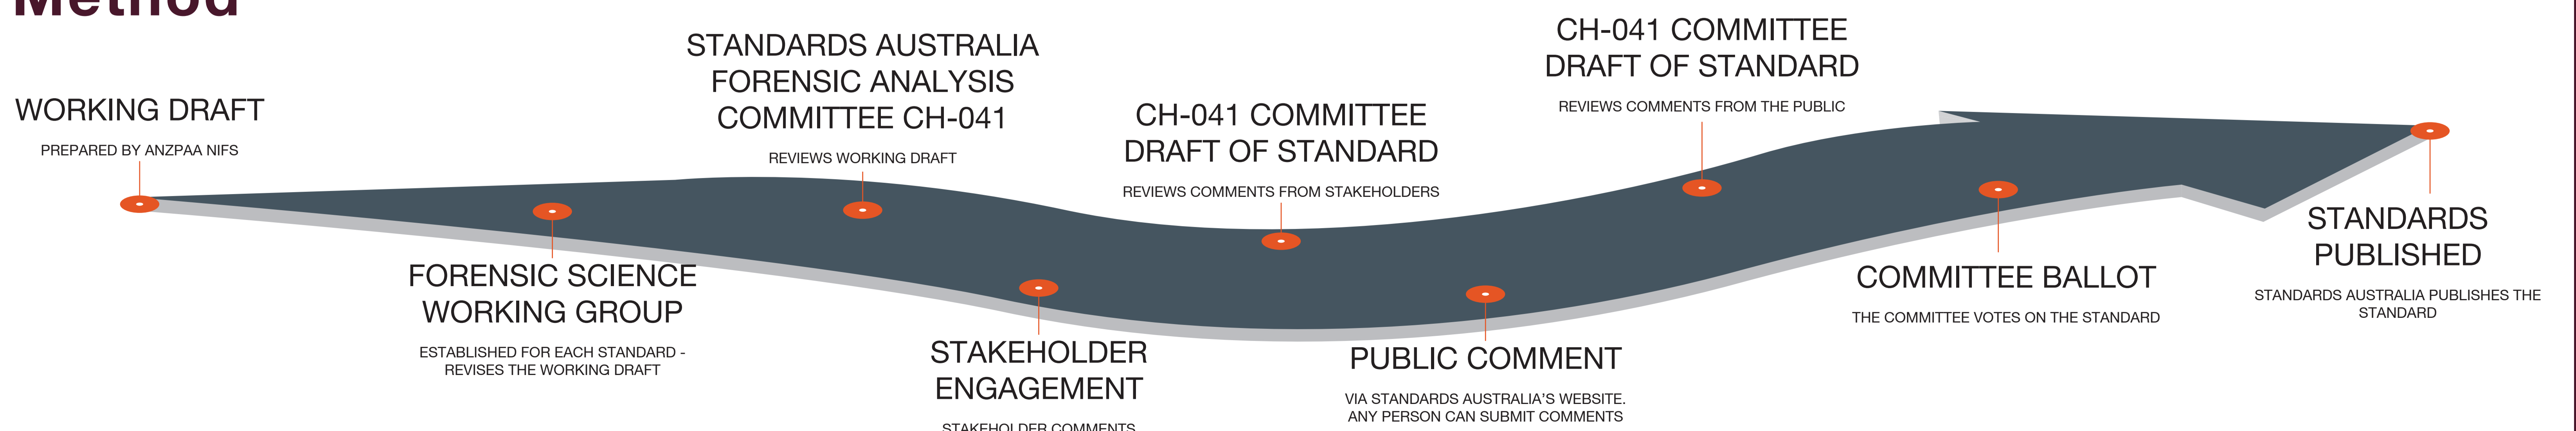 Method
WORKING DRAFT
PREPARED BY ANZPAA NIFS
FORENSIC SCIENCE
WORKING GROUP
ESTABLISHED FOR EACH STANDARD -
REVISES THE WORKING DRAFT
STANDARDS AUSTRALIA
FORENSIC ANALYSIS
COMMITTEE CH-041
REVIEWS WORKING DRAFT
STAKEHOLDER
ENGAGEMENT
STAKEHOLDER COMMENTS
CH-041 COMMITTEE
DRAFT OF STANDARD
REVIEWS COMMENTS FROM STAKEHOLDERS
PUBLIC COMMENT
VIA STANDARDS AUSTRALIA’S WEBSITE.
ANY PERSON CAN SUBMIT COMMENTS
CH-041 COMMITTEE
DRAFT OF STANDARD
REVIEWS COMMENTS FROM THE PUBLIC
COMMITTEE BALLOT
THE COMMITTEE VOTES ON THE STANDARD
STANDARDS
PUBLISHED
STANDARDS AUSTRALIA PUBLISHES THE
STANDARD